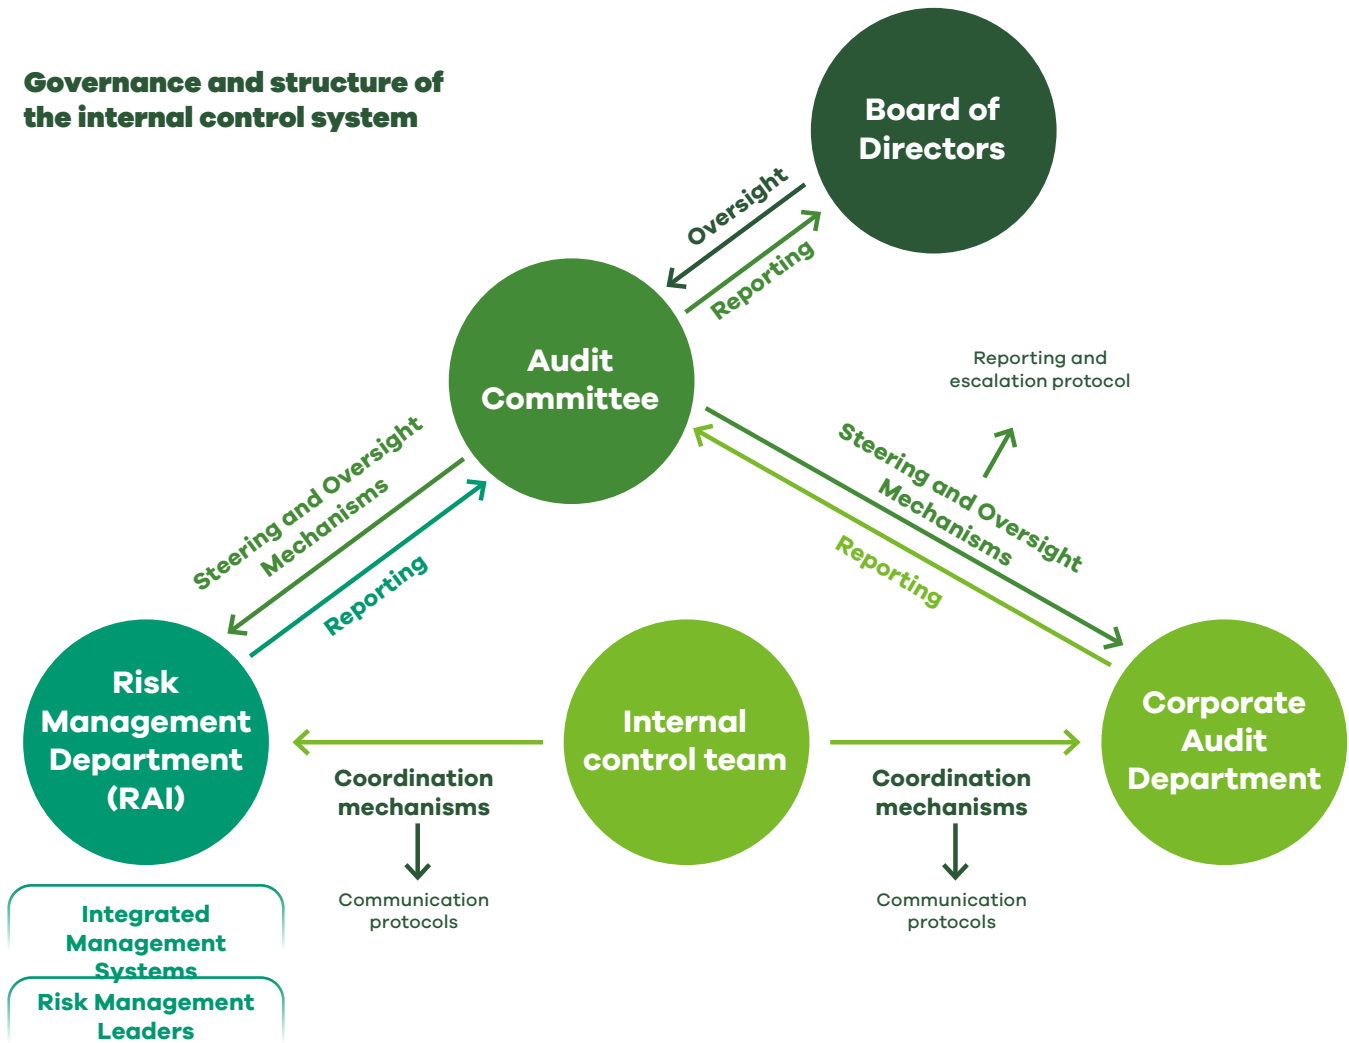 Governance and structure of
the internal control system
Board of
Directors
Oversight
Reporting
Audit
Committee
Reporting and
escalation protocol
Steering and Oversight
Mechanisms
Reporting
Steering and Oversight
Mechanisms
Reporting
Risk
Management
Department
(RAI)
Internal
control team
Corporate
Audit
Department
Coordination
mechanisms
Communication
protocols
Coordination
mechanisms
Communication
protocols
Integrated
Management
Systems
Risk Management
Leaders